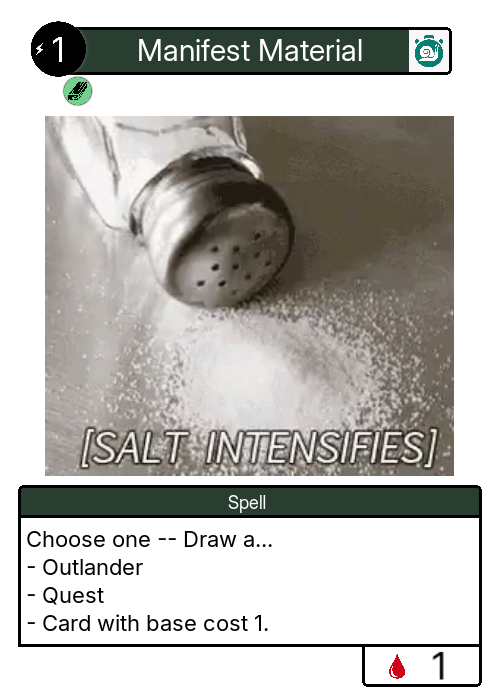 1
Manifest Material
[SALT INTENSIFIES]
Spell
Choose one -- Draw a...
- Outlander
- Quest
- Card with base cost 1.
1